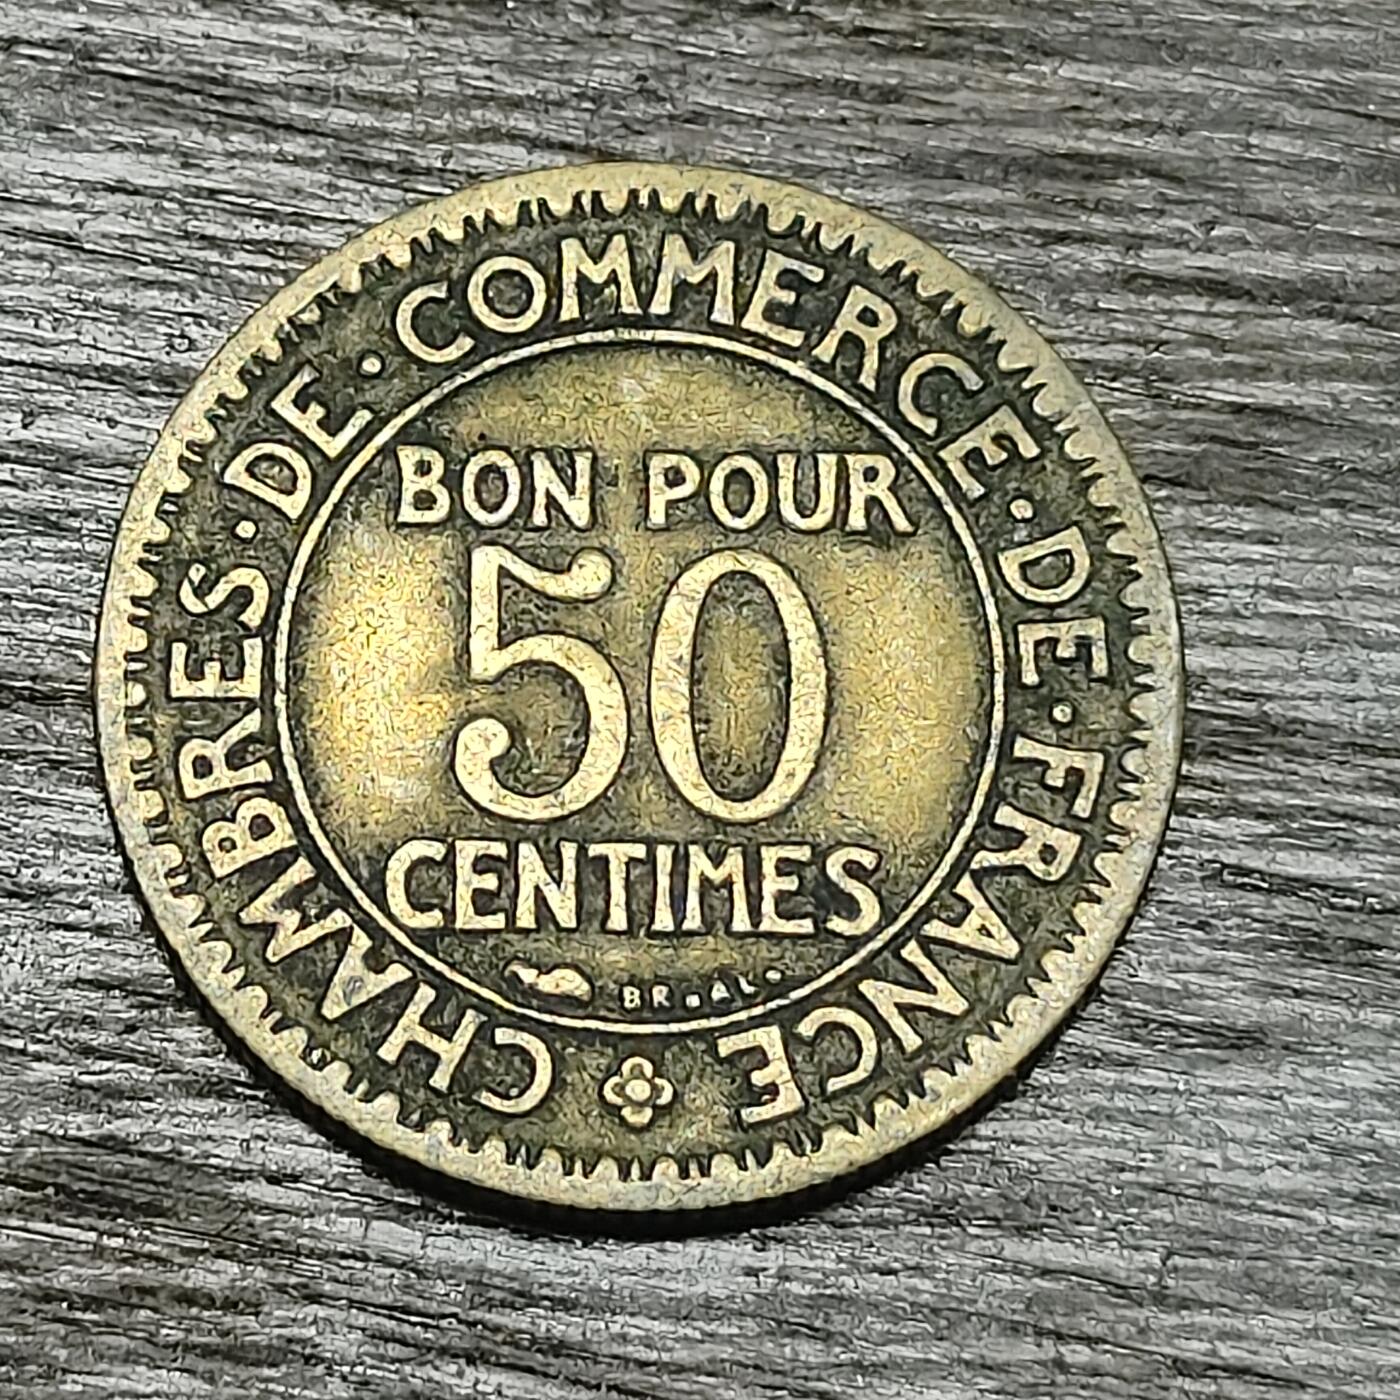 CHAMBRES·DE·COMMERCE·DE·FRANCE
BON POUR
50
CENTIMES
BR. AL.